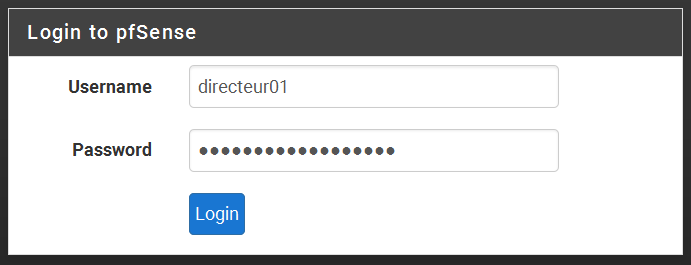 Login to pfSense
Username
directeur01
Password
●●●●●●●●●●●●●●●●●●
Login